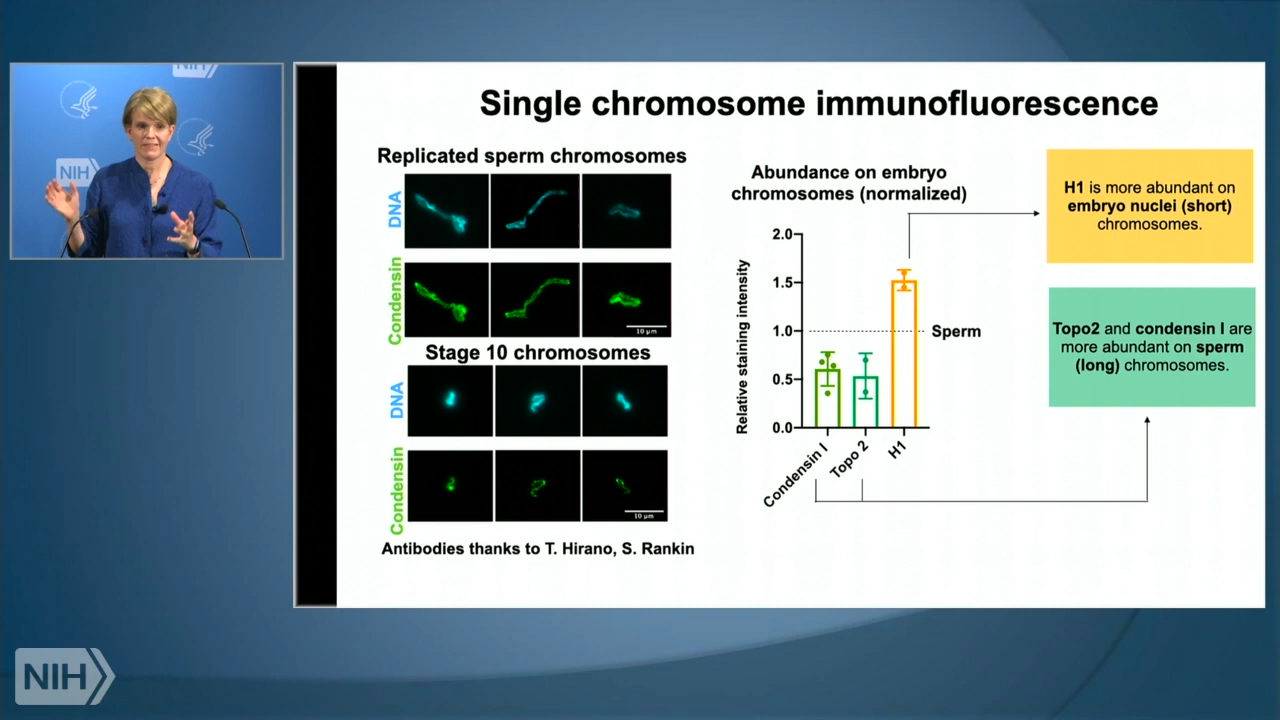 NIH
NIH
Single chromosome immunofluorescence
Replicated sperm chromosomes
DNA
Condensin
10 µm
Stage 10 chromosomes
DNA
Condensin
10 µm
Antibodies thanks to T. Hirano, S. Rankin
Abundance on embryo
chromosomes (normalized)
Relative staining intensity
2.0
1.5
1.0
0.5
0.0
Sperm
Condensin I
Topo 2
H1
H1 is more abundant on
embryo nuclei (short)
chromosomes.
Topo2 and condensin I are
more abundant on sperm
(long) chromosomes.
NIH